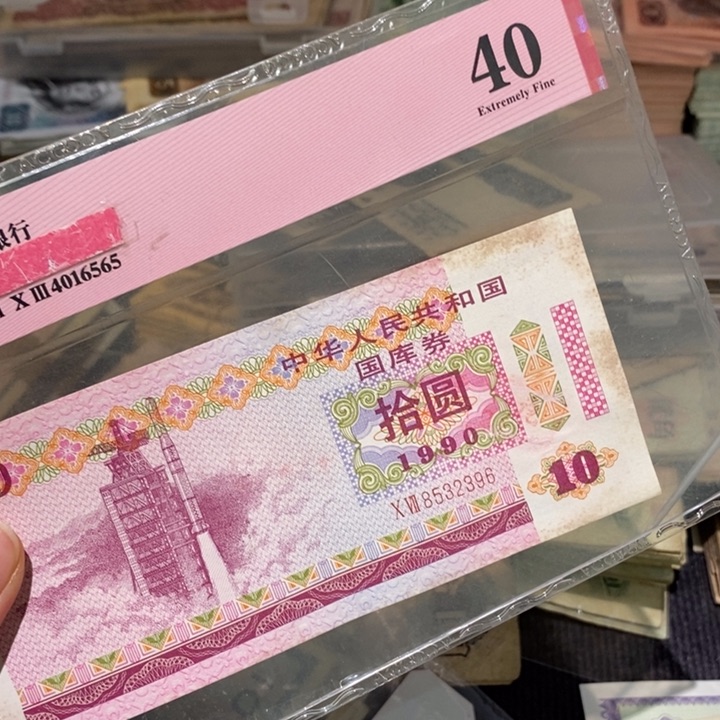 40
Extremely Fine
银行
X III4016565
中华人民共和国
国库券
拾圆
1990
XVII8532396
10